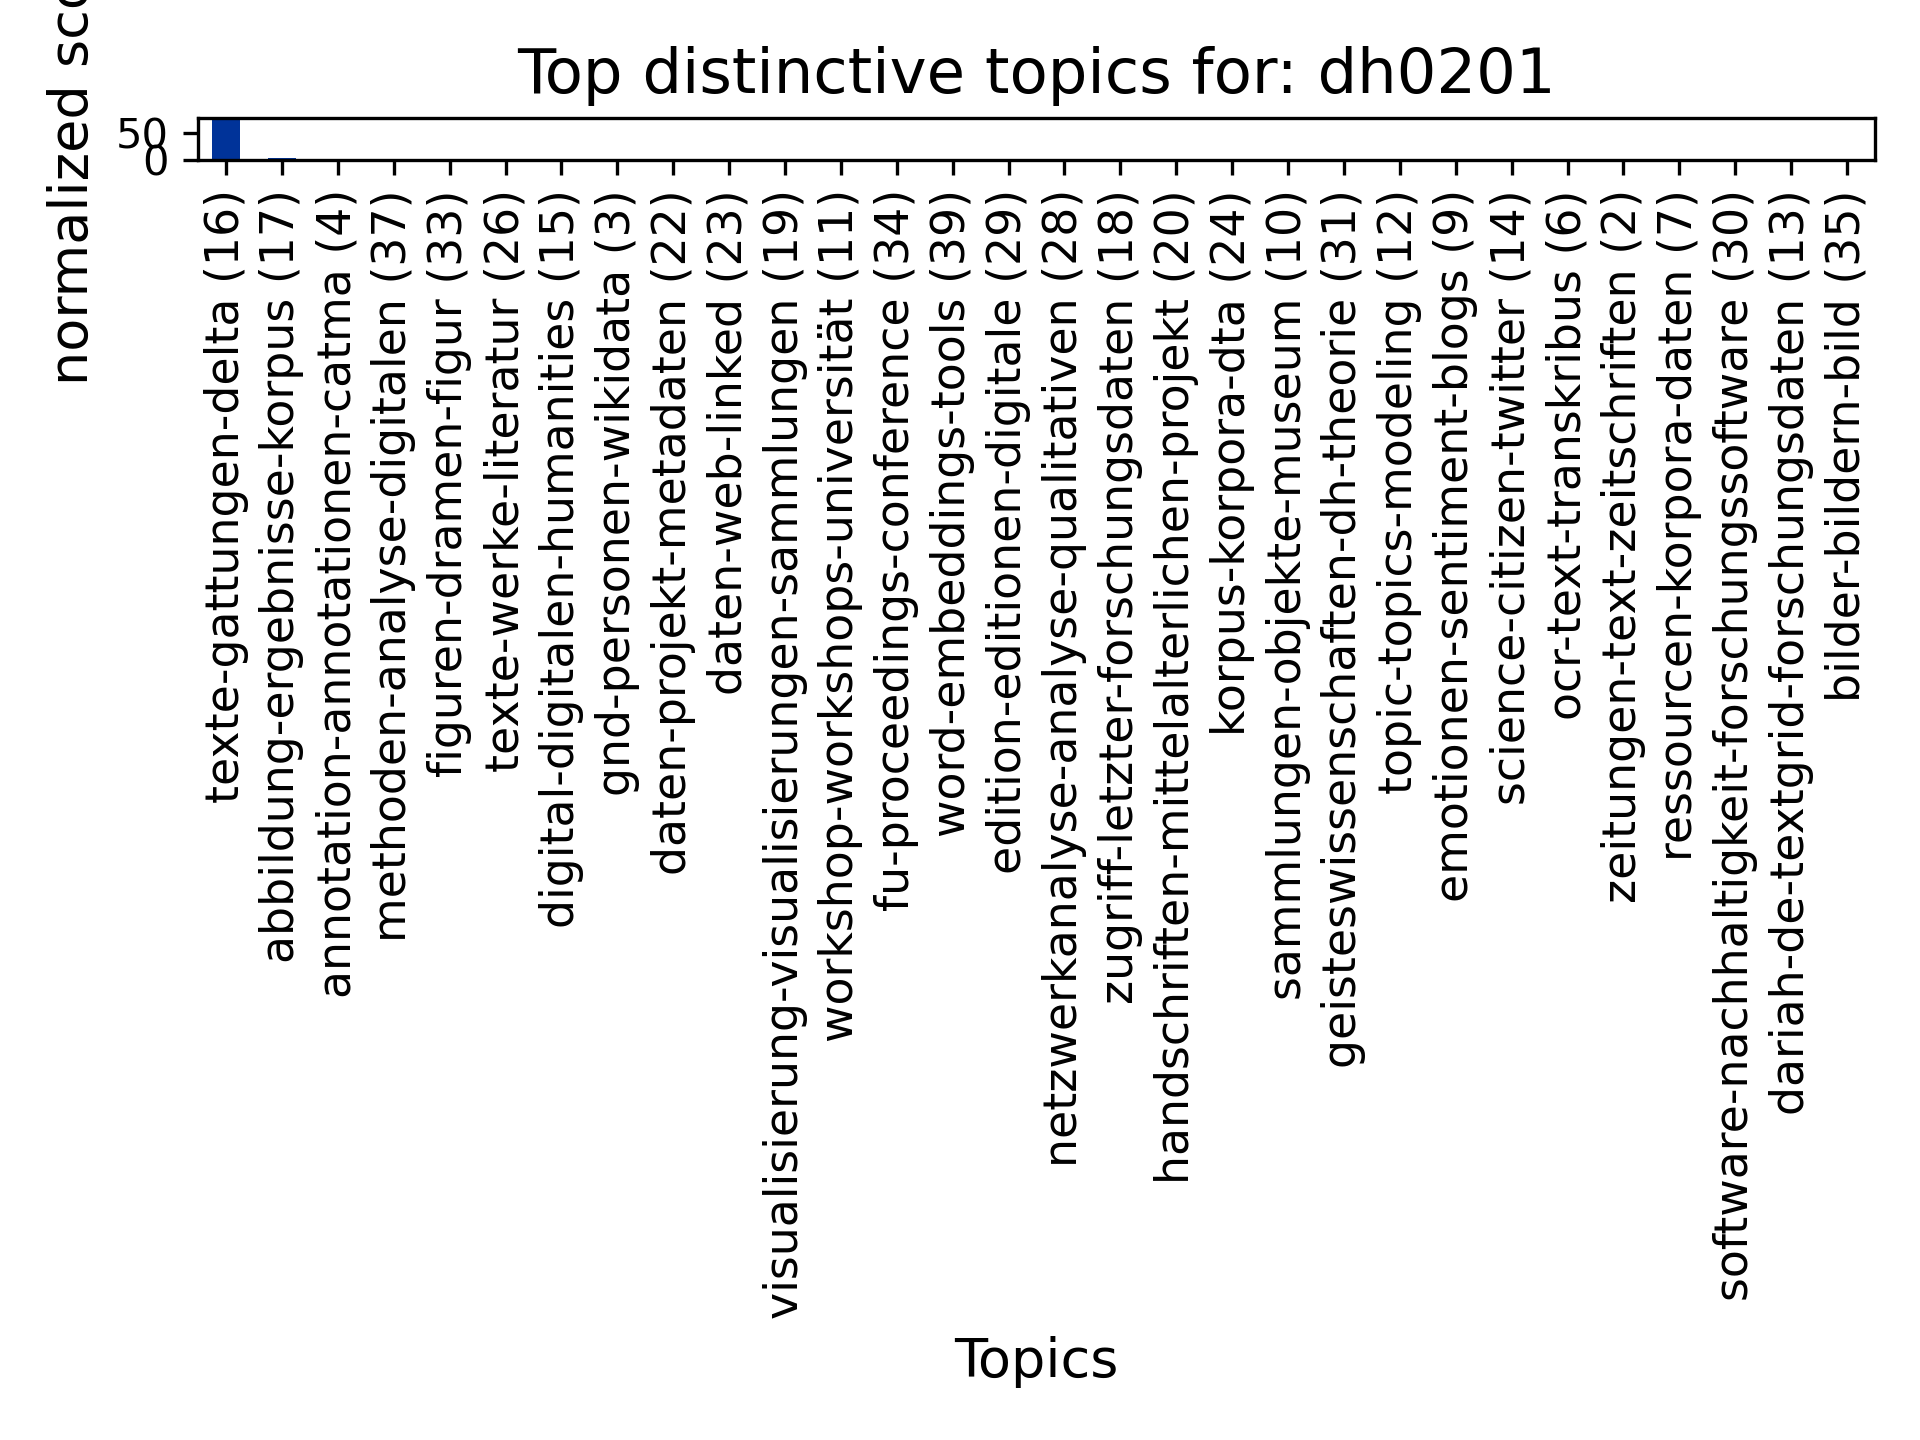 Top distinctive topics for: dh0201
normalized sco
50
0
texte-gattungen-delta (16)
abbildung-ergebnisse-korpus (17)
annotation-annotationen-catma (4)
methoden-analyse-digitalen (37)
figuren-dramen-figur (33)
texte-werke-literatur (26)
digital-digitalen-humanities (15)
gnd-personen-wikidata (3)
daten-projekt-metadaten (22)
daten-web-linked (23)
visualisierung-visualisierungen-sammlungen (19)
workshop-workshops-universität (11)
fu-proceedings-conference (34)
word-embeddings-tools (39)
edition-editionen-digitale (29)
netzwerkanalyse-analyse-qualitativen (28)
zugriff-letzter-forschungsdaten (18)
handschriften-mittelalterlichen-projekt (20)
korpus-korpora-dta (24)
sammlungen-objekte-museum (10)
geisteswissenschaften-dh-theorie (31)
topic-topics-modeling (12)
emotionen-sentiment-blogs (9)
science-citizen-twitter (14)
ocr-text-transkribus (6)
zeitungen-text-zeitschriften (2)
ressourcen-korpora-daten (7)
software-nachhaltigkeit-forschungssoftware (30)
dariah-de-textgrid-forschungsdaten (13)
bilder-bildern-bild (35)
Topics